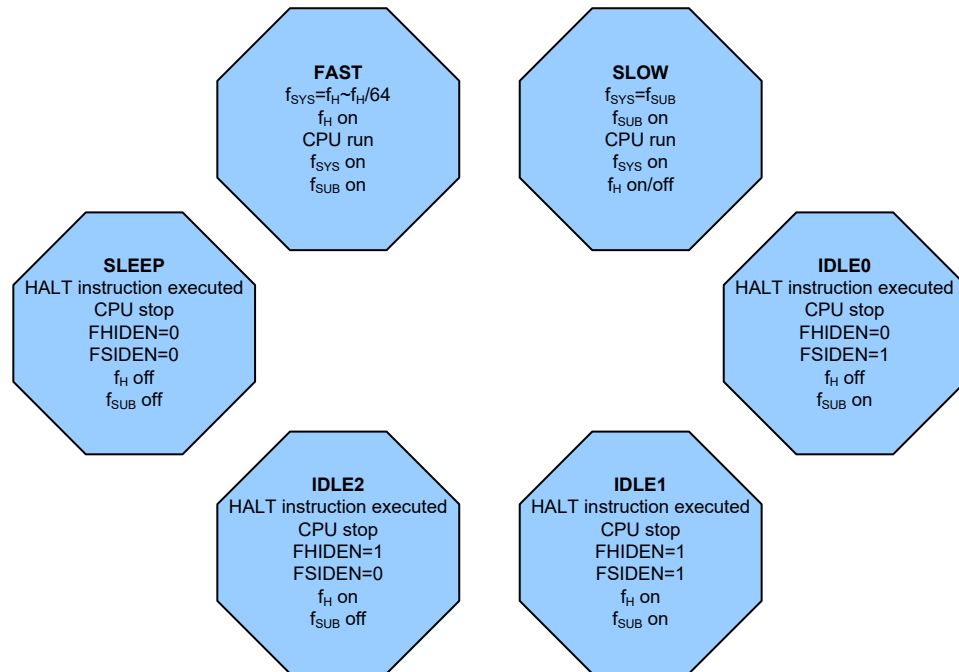 FAST
fSYS=fH~fH/64
fH on
CPU run
fSYS on
fSUB on
SLOW
fSYS=fSUB
fSUB on
CPU run
fSYS on
fH on/off
SLEEP
HALT instruction executed
CPU stop
FHIDEN=0
FSIDEN=0
fH off
fSUB off
IDLE0
HALT instruction executed
CPU stop
FHIDEN=0
FSIDEN=1
fH off
fSUB on
IDLE2
HALT instruction executed
CPU stop
FHIDEN=1
FSIDEN=0
fH on
fSUB off
IDLE1
HALT instruction executed
CPU stop
FHIDEN=1
FSIDEN=1
fH on
fSUB on